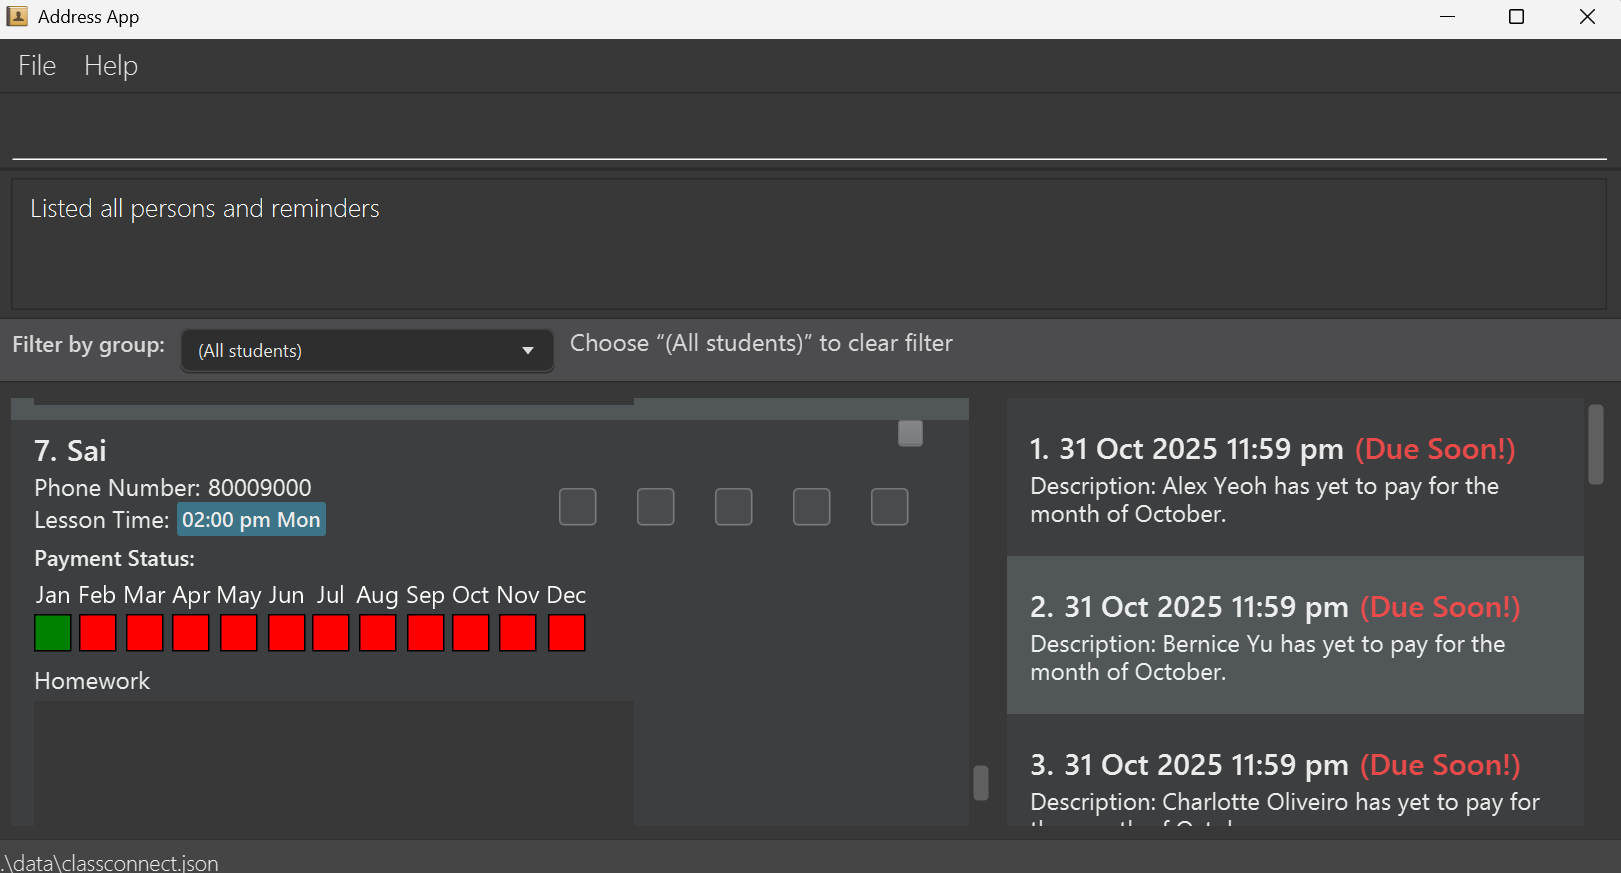 Address App
File Help
Listed all persons and reminders
Filter by group:
(All students)
Choose “(All students)” to clear filter
7. Sai
Phone Number: 80009000
Lesson Time: 02:00 pm Mon
Payment Status:
Jan Feb Mar Apr May Jun Jul Aug Sep Oct Nov Dec
Homework
1. 31 Oct 2025 11:59 pm (Due Soon!)
Description: Alex Yeoh has yet to pay for the
month of October.
2. 31 Oct 2025 11:59 pm (Due Soon!)
Description: Bernice Yu has yet to pay for the
month of October.
3. 31 Oct 2025 11:59 pm (Due Soon!)
Description: Charlotte Oliveiro has yet to pay for
.\data\classconnect.json